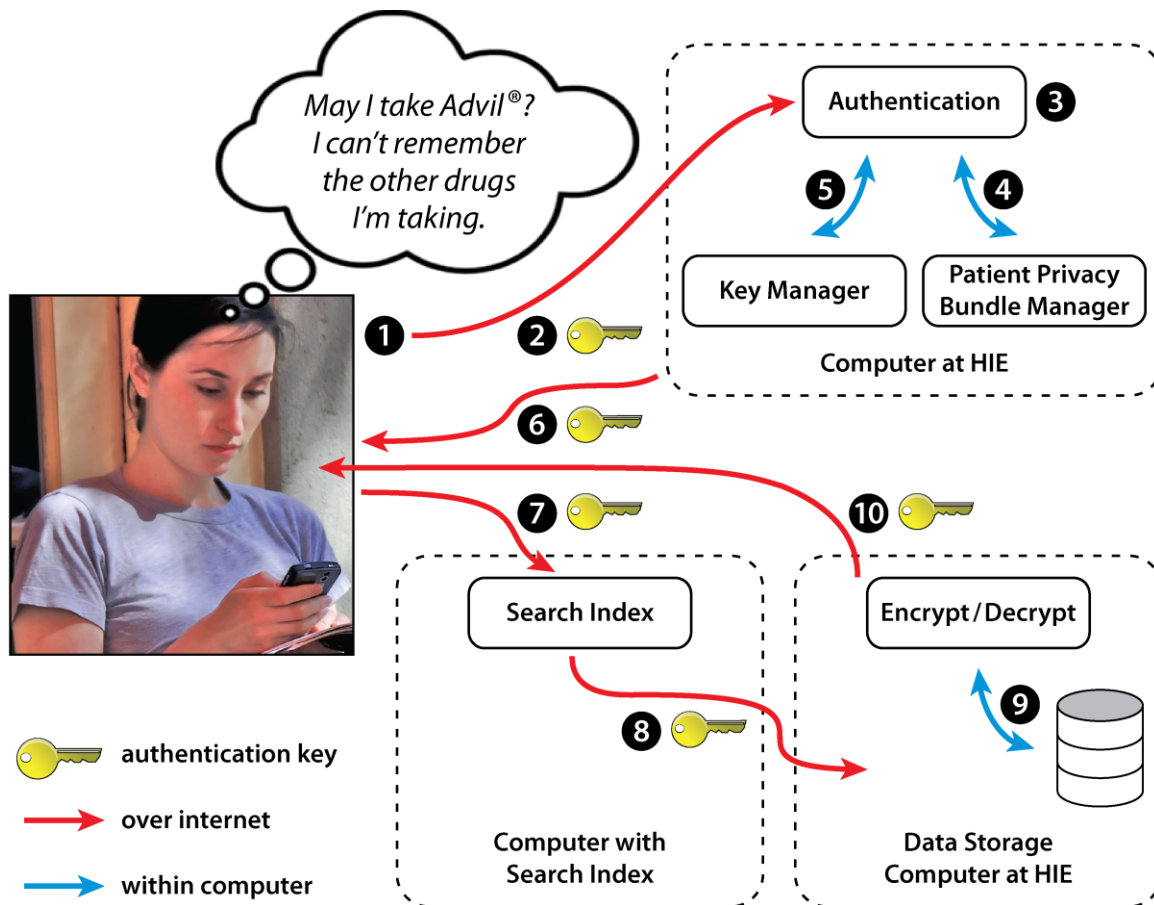 May I take Advil®?
I can't remember
the other drugs
I'm taking.
Authentication
3
5
4
Key Manager
Patient Privacy
Bundle Manager
Computer at HIE
1
2
6
7
10
Search Index
Encrypt / Decrypt
8
9
Computer with
Search Index
Data Storage
Computer at HIE
authentication key
over internet
within computer